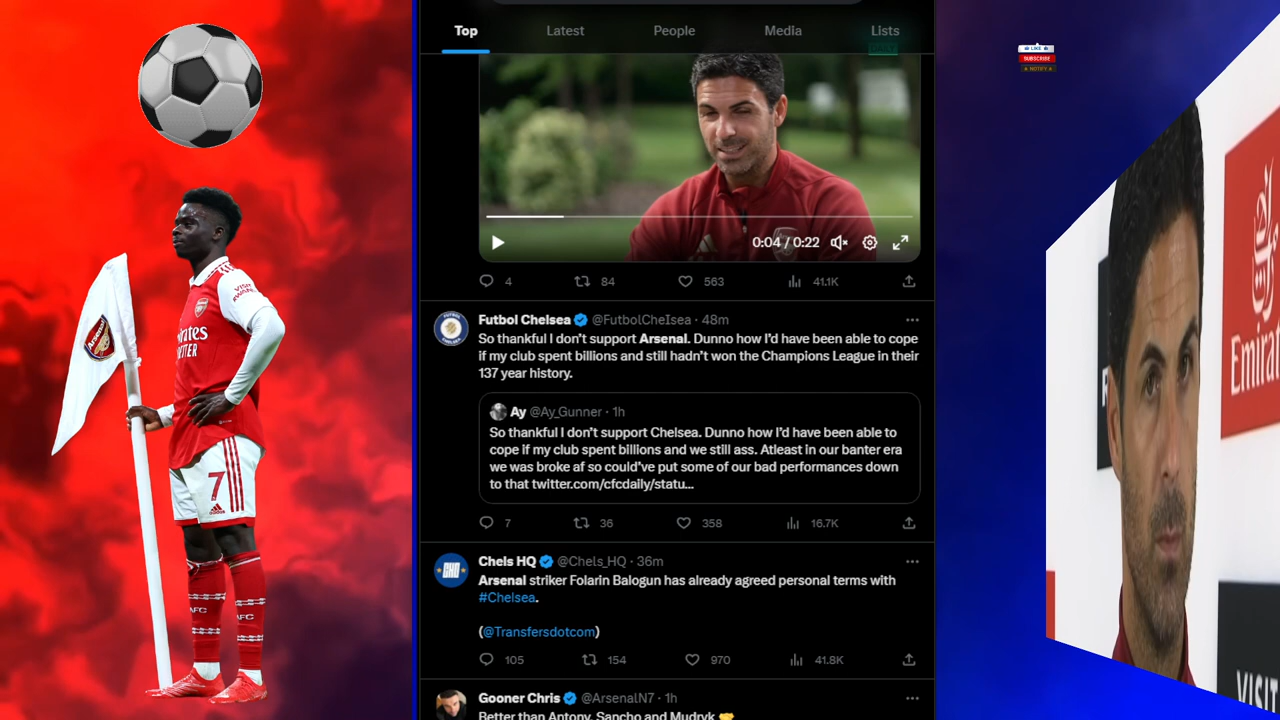 Top
Latest
People
Media
Lists
LIKE
SUBSCRIBE
NOTIFY
0:04 / 0:22
4
84
563
41.1K
Futbol Chelsea @FutbolCheIsea · 48m
So thankful I don't support Arsenal. Dunno how I'd have been able to cope
if my club spent billions and still hadn't won the Champions League in their
137 year history.
Ay @Ay_Gunner · 1h
So thankful I don't support Chelsea. Dunno how I'd have been able to
cope if my club spent billions and we still ass. Atleast in our banter era
we was broke af so could've put some of our bad performances down
to that twitter.com/cfcdaily/statu...
7
36
358
16.7K
Chels HQ @Chels_HQ · 36m
Arsenal striker Folarin Balogun has already agreed personal terms with
#Chelsea.
(@Transfersdotcom)
105
154
970
41.8K
Gooner Chris @ArsenalN7 · 1h
Better than Antony, Sancho and Mudryk
Arsenal
7
AFC
AFC
VISIT